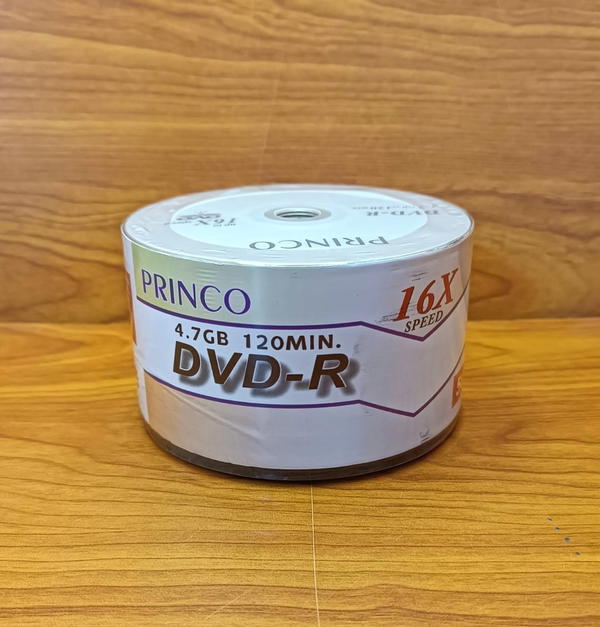 PRINCO
DVD-R
16X
PRINCO
16X
SPEED
4.7GB 120MIN.
DVD-R